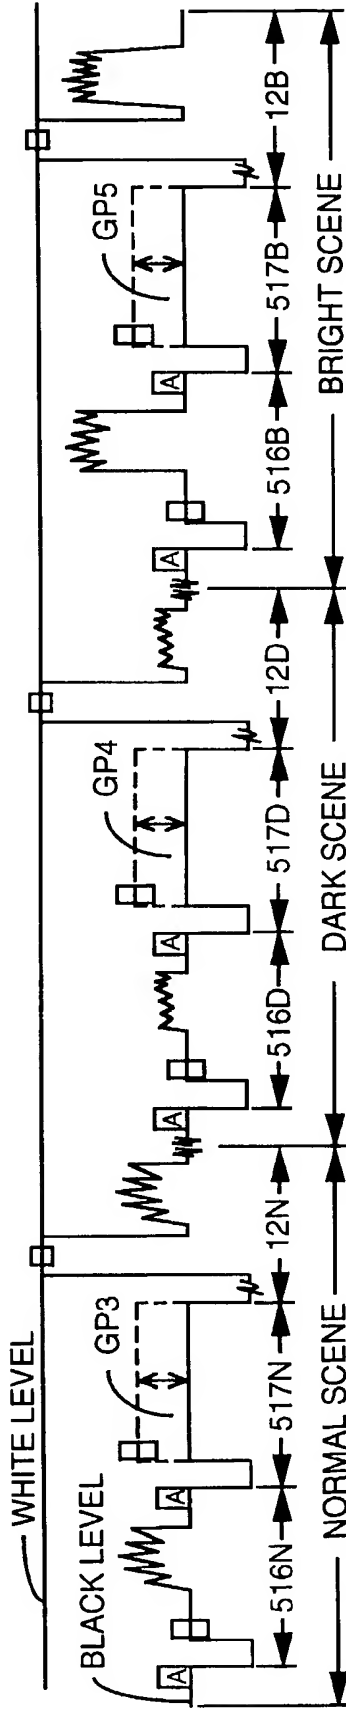 WHITE LEVEL
BLACK LEVEL
GP3
GP4
GP5
A
A
A
A
A
A
516N
517N
12N
516D
517D
12D
516B
517B
12B
NORMAL SCENE
DARK SCENE
BRIGHT SCENE